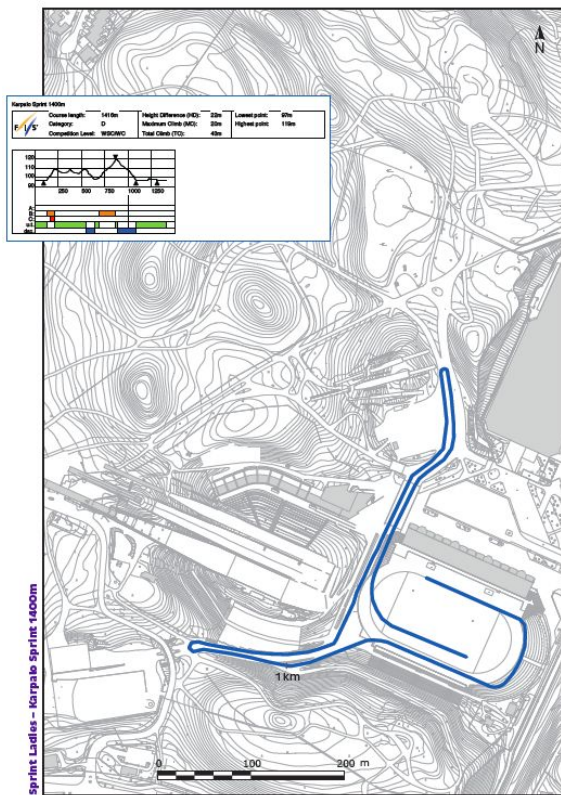 N
Karpalo Sprint 1400m
F I S
Course length: 1416m Height Difference (HD): 22m Lowest point: 97m
Category: D Maximum Climb (MC): 20m Highest point: 119m
Competition Level: WSC/WC Total Climb (TC): 43m
120
110
100
90
250 500 750 1000 1250
A:
B:
C:
1 km
0 100 200 m
Sprint Ladies – Karpalo Sprint 1400m